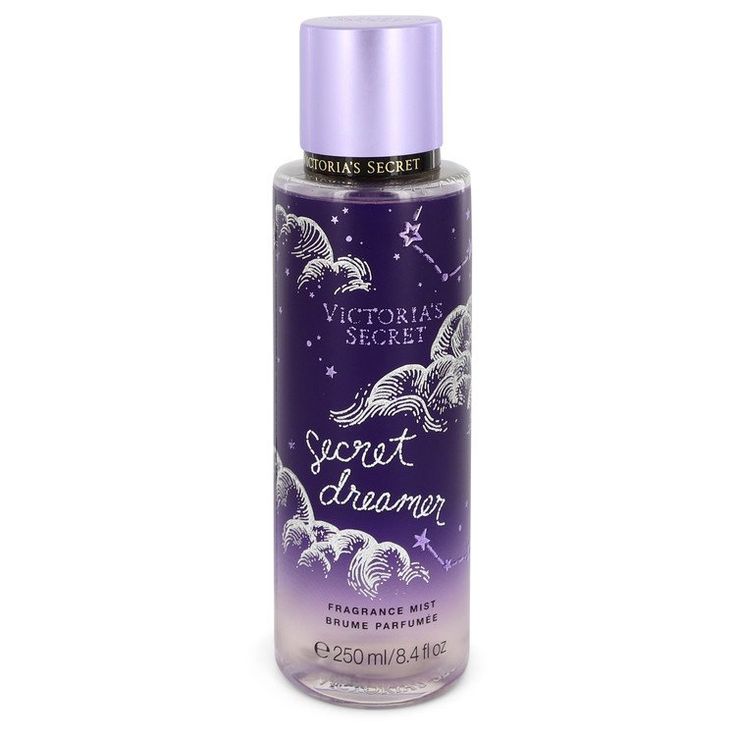 VICTORIA'S SECRET
VICTORIA'S
SECRET
Secret
dreamer
FRAGRANCE MIST
BRUME PARFUMÉE
℮ 250 ml/8.4 fl oz